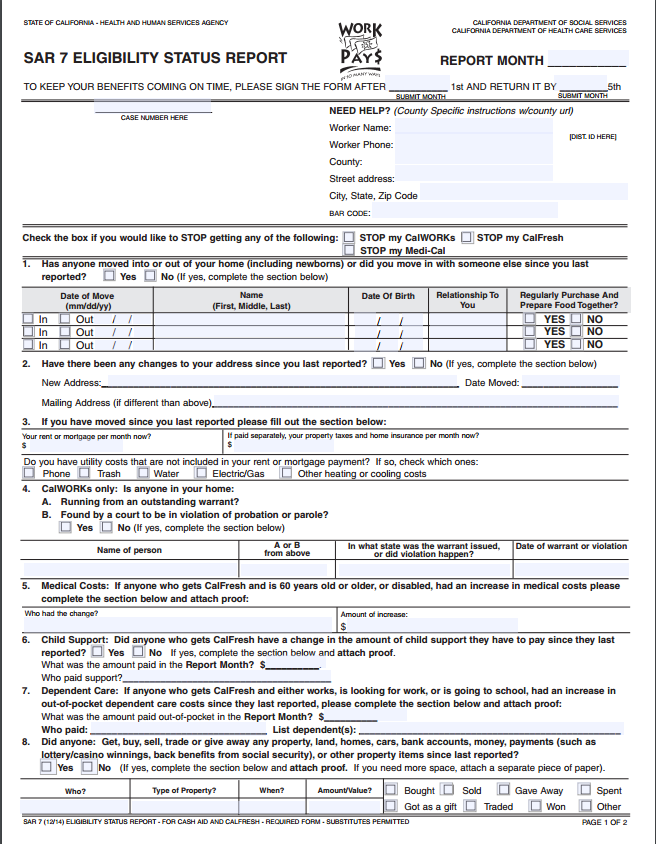 STATE OF CALIFORNIA - HEALTH AND HUMAN SERVICES AGENCY
CALIFORNIA DEPARTMENT OF SOCIAL SERVICES
CALIFORNIA DEPARTMENT OF HEALTH CARE SERVICES
WORK PAYS
IN SO MANY WAYS
SAR 7 ELIGIBILITY STATUS REPORT
REPORT MONTH
TO KEEP YOUR BENEFITS COMING ON TIME, PLEASE SIGN THE FORM AFTER 1st AND RETURN IT BY 5th
SUBMIT MONTH SUBMIT MONTH
CASE NUMBER HERE
NEED HELP? (County Specific instructions w/county url)
Worker Name:
[DIST. ID HERE]
Worker Phone:
County:
Street address:
City, State, Zip Code
BAR CODE:
Check the box if you would like to STOP getting any of the following: STOP my CalWORKs STOP my CalFresh
STOP my Medi-Cal
1. Has anyone moved into or out of your home (including newborns) or did you move in with someone else since you last
reported? Yes No (If yes, complete the section below)
Date of Move (mm/dd/yy) Name (First, Middle, Last) Date Of Birth Relationship To You Regularly Purchase And Prepare Food Together?
In Out / / / / YES NO
In Out / / / / YES NO
In Out / / / / YES NO
2. Have there been any changes to your address since you last reported? Yes No (If yes, complete the section below)
New Address: Date Moved:
Mailing Address (if different than above)
3. If you have moved since you last reported please fill out the section below:
Your rent or mortgage per month now? If paid separately, your property taxes and home insurance per month now?
$ $
Do you have utility costs that are not included in your rent or mortgage payment? If so, check which ones:
Phone Trash Water Electric/Gas Other heating or cooling costs
4. CalWORKs only: Is anyone in your home:
A. Running from an outstanding warrant?
B. Found by a court to be in violation of probation or parole?
Yes No (If yes, complete the section below)
Name of person A or B from above In what state was the warrant issued, or did violation happen? Date of warrant or violation
5. Medical Costs: If anyone who gets CalFresh and is 60 years old or older, or disabled, had an increase in medical costs please
complete the section below and attach proof:
Who had the change? Amount of increase:
$
6. Child Support: Did anyone who gets CalFresh have a change in the amount of child support they have to pay since they last
reported? Yes No If yes, complete the section below and attach proof.
What was the amount paid in the Report Month? $ .
Who paid support?
7. Dependent Care: If anyone who gets CalFresh and either works, is looking for work, or is going to school, had an increase in
out-of-pocket dependent care costs since they last reported, please complete the section below and attach proof:
What was the amount paid out-of-pocket in the Report Month? $
Who paid: List dependent(s):
8. Did anyone: Get, buy, sell, trade or give away any property, land, homes, cars, bank accounts, money, payments (such as
lottery/casino winnings, back benefits from social security), or other property items since last reported?
Yes No (If yes, complete the section below and attach proof. If you need more space, attach a separate piece of paper).
Who? Type of Property? When? Amount/Value? Bought Sold Gave Away Spent
Got as a gift Traded Won Other
SAR 7 (12/14) ELIGIBILITY STATUS REPORT - FOR CASH AID AND CALFRESH - REQUIRED FORM - SUBSTITUTES PERMITTED
PAGE 1 OF 2